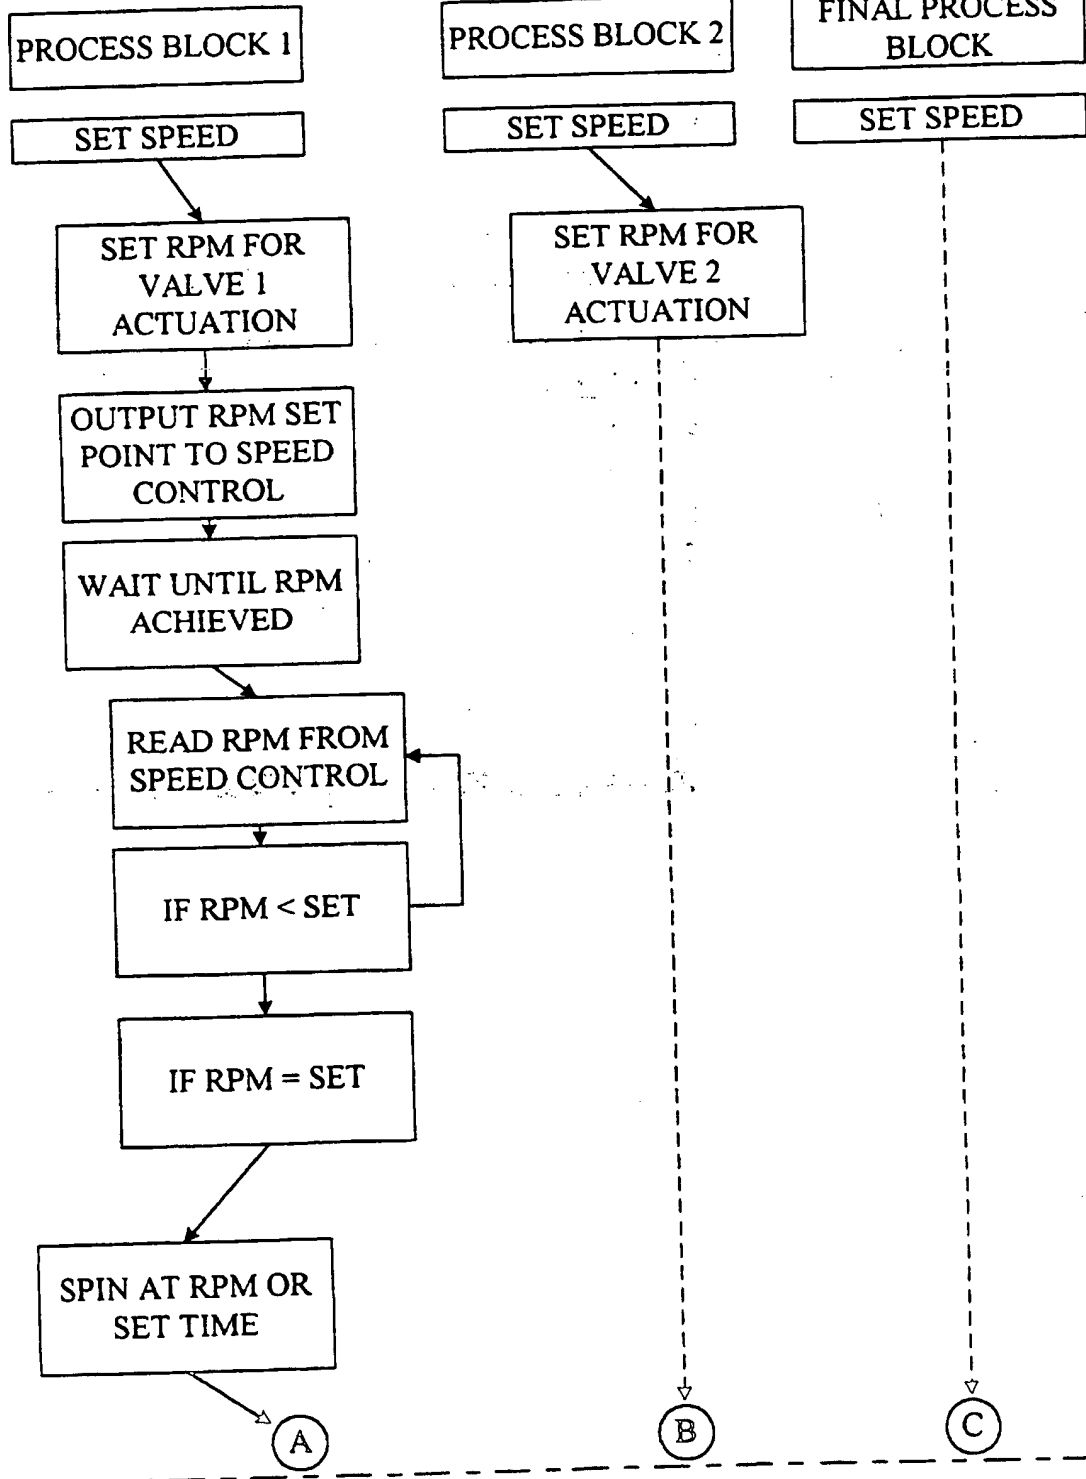 PROCESS BLOCK 1
SET SPEED
SET RPM FOR
VALVE 1
ACTUATION
OUTPUT RPM SET
POINT TO SPEED
CONTROL
WAIT UNTIL RPM
ACHIEVED
READ RPM FROM
SPEED CONTROL
IF RPM < SET
IF RPM = SET
SPIN AT RPM OR
SET TIME
A
PROCESS BLOCK 2
SET SPEED
SET RPM FOR
VALVE 2
ACTUATION
B
FINAL PROCESS
BLOCK
SET SPEED
C